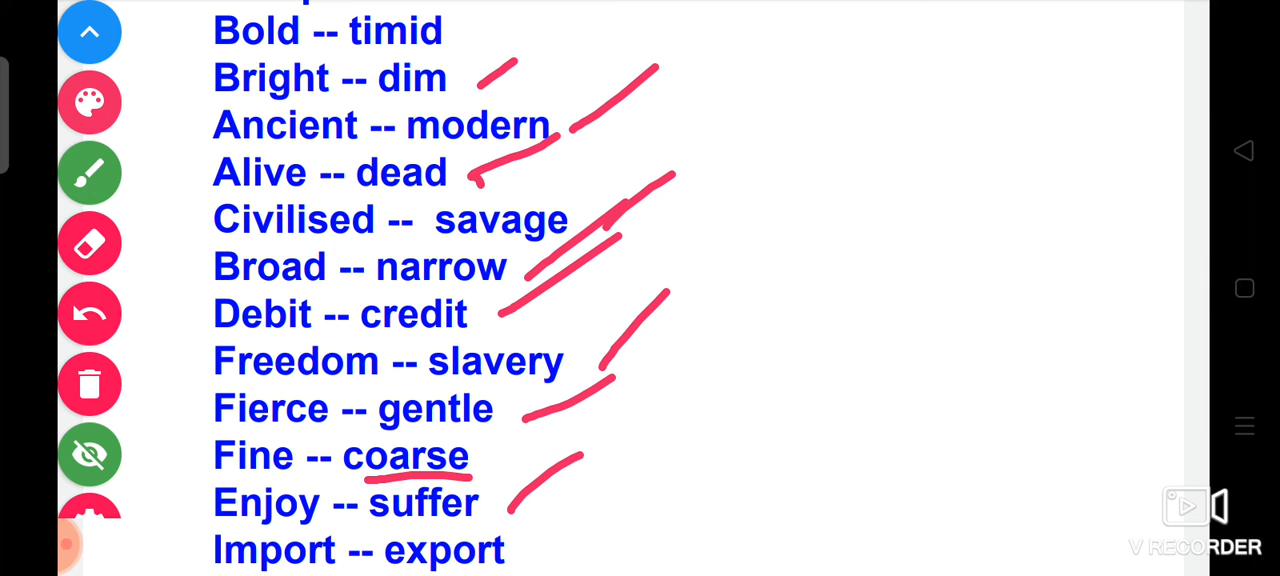 Bold -- timid
Bright -- dim
Ancient -- modern
Alive -- dead
Civilised -- savage
Broad -- narrow
Debit -- credit
Freedom -- slavery
Fierce -- gentle
Fine -- coarse
Enjoy -- suffer
Import -- export
V RECORDER